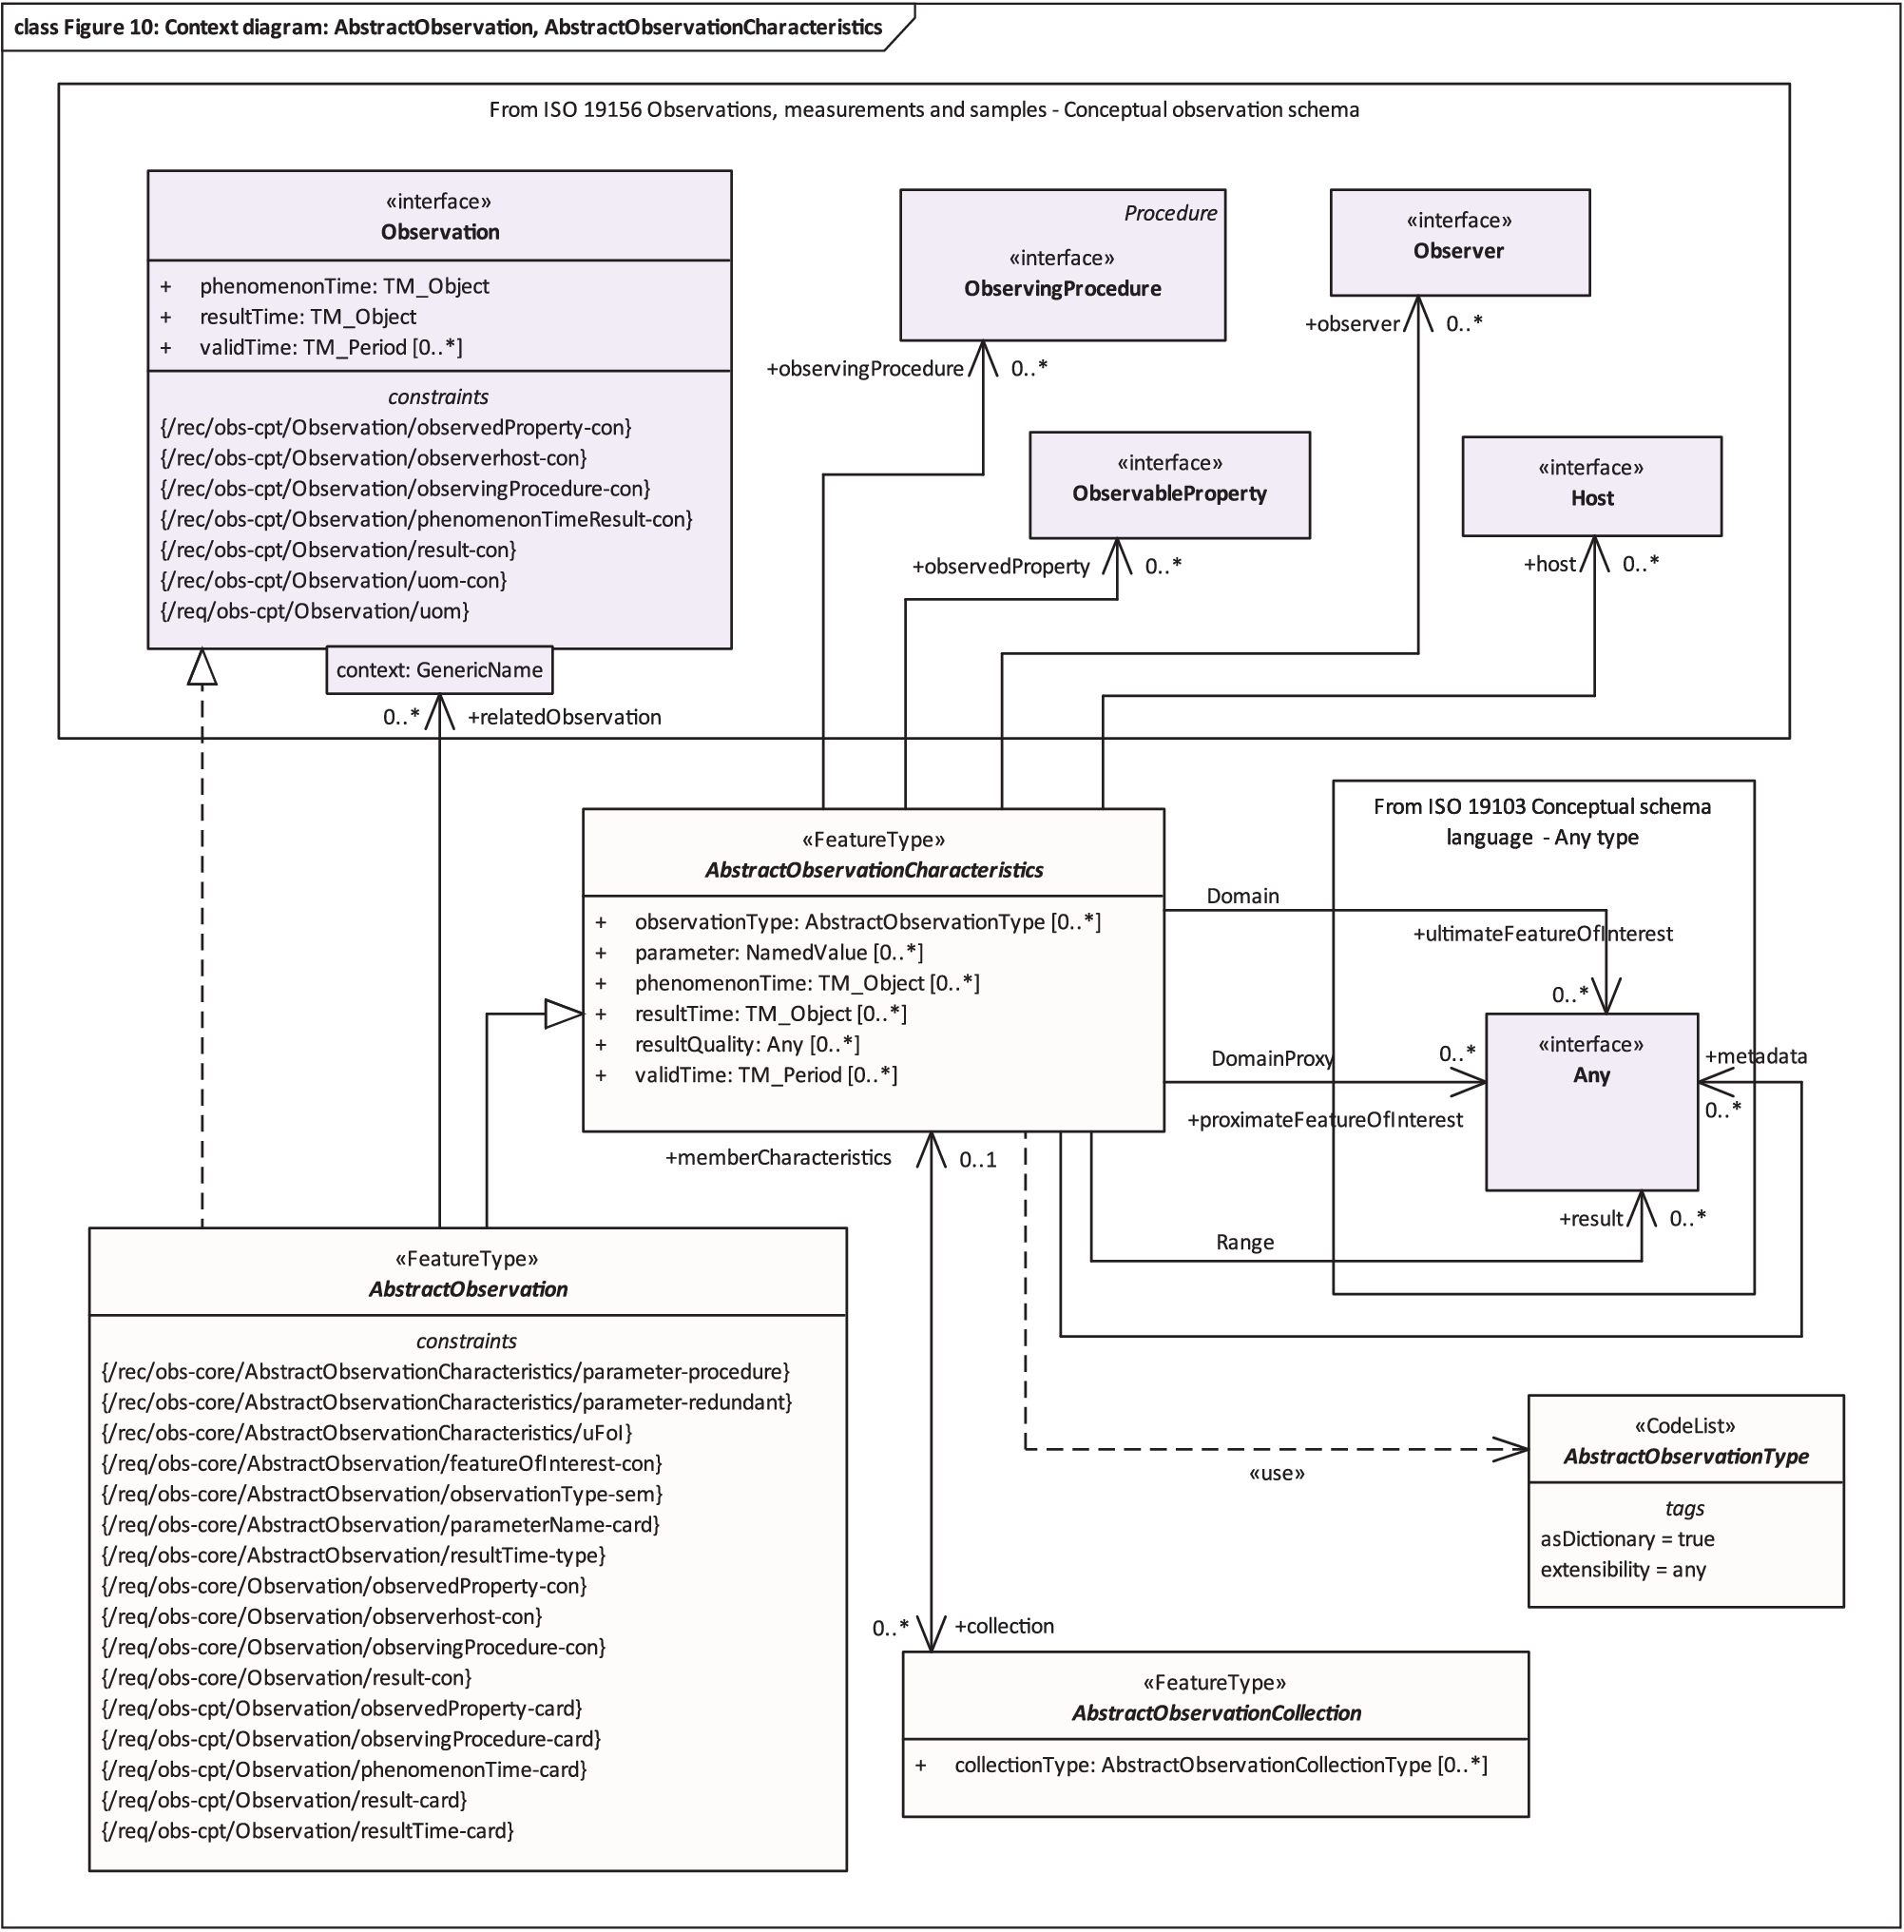 class Figure 10: Context diagram: AbstractObservation, AbstractObservationCharacteristics
From ISO 19156 Observations, measurements and samples - Conceptual observation schema
«interface»
Observation
+ phenomenonTime: TM_Object
+ resultTime: TM_Object
+ validTime: TM_Period [0..*]
constraints
{/rec/obs-cpt/Observation/observedProperty-con}
{/rec/obs-cpt/Observation/observerhost-con}
{/rec/obs-cpt/Observation/observingProcedure-con}
{/rec/obs-cpt/Observation/phenomenonTimeResult-con}
{/rec/obs-cpt/Observation/result-con}
{/rec/obs-cpt/Observation/uom-con}
{/req/obs-cpt/Observation/uom}
context: GenericName
0..* +relatedObservation
Procedure
«interface»
ObservingProcedure
+observingProcedure 0..*
«interface»
Observer
+observer 0..*
«interface»
ObservableProperty
+observedProperty 0..*
«interface»
Host
+host 0..*
«FeatureType»
AbstractObservationCharacteristics
+ observationType: AbstractObservationType [0..*]
+ parameter: NamedValue [0..*]
+ phenomenonTime: TM_Object [0..*]
+ resultTime: TM_Object [0..*]
+ resultQuality: Any [0..*]
+ validTime: TM_Period [0..*]
From ISO 19103 Conceptual schema
language - Any type
Domain
+ultimateFeatureOfInterest
0..*
«interface»
Any
DomainProxy
0..*
+proximateFeatureOfInterest
+metadata
0..*
+result 0..*
Range
+memberCharacteristics 0..1
«FeatureType»
AbstractObservation
constraints
{/rec/obs-core/AbstractObservationCharacteristics/parameter-procedure}
{/rec/obs-core/AbstractObservationCharacteristics/parameter-redundant}
{/rec/obs-core/AbstractObservationCharacteristics/uFoI}
{/req/obs-core/AbstractObservation/featureOfInterest-con}
{/req/obs-core/AbstractObservation/observationType-sem}
{/req/obs-core/AbstractObservation/parameterName-card}
{/req/obs-core/AbstractObservation/resultTime-type}
{/req/obs-core/Observation/observedProperty-con}
{/req/obs-core/Observation/observerhost-con}
{/req/obs-core/Observation/observingProcedure-con}
{/req/obs-core/Observation/result-con}
{/req/obs-cpt/Observation/observedProperty-card}
{/req/obs-cpt/Observation/observingProcedure-card}
{/req/obs-cpt/Observation/phenomenonTime-card}
{/req/obs-cpt/Observation/result-card}
{/req/obs-cpt/Observation/resultTime-card}
«use»
«CodeList»
AbstractObservationType
tags
asDictionary = true
extensibility = any
0..* +collection
«FeatureType»
AbstractObservationCollection
+ collectionType: AbstractObservationCollectionType [0..*]